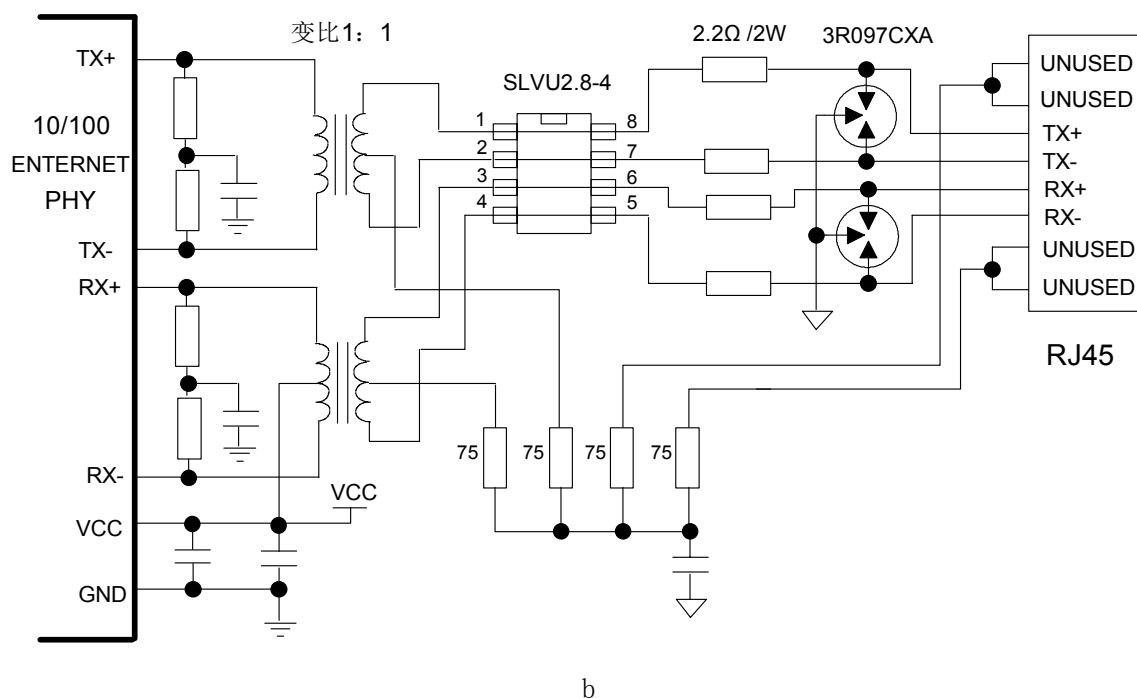 变比1：1
2.2Ω /2W
3R097CXA
TX+
SLVU2.8-4
UNUSED
UNUSED
10/100
ENTERNET
PHY
1
8
TX+
2
7
TX-
3
6
RX+
4
5
RX-
TX-
UNUSED
RX+
UNUSED
RJ45
75
75
75
75
RX-
VCC
VCC
GND
b